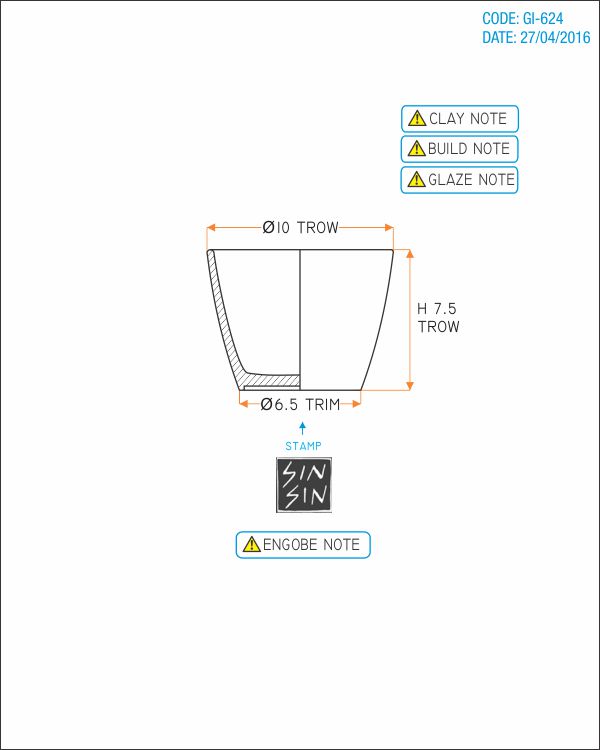 CODE: GI-624
DATE: 27/04/2016
CLAY NOTE
BUILD NOTE
GLAZE NOTE
Ø10 TROW
H 7.5
TROW
Ø6.5 TRIM
STAMP
SIN
SIN
ENGOBE NOTE